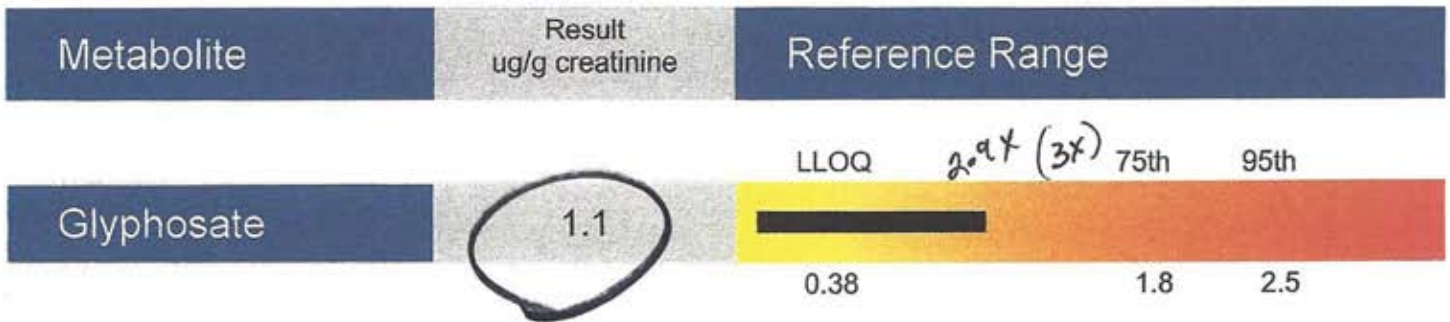 Metabolite
Result
ug/g creatinine
Reference Range
LLOQ 2.9x (3x) 75th 95th
Glyphosate 1.1
0.38 1.8 2.5